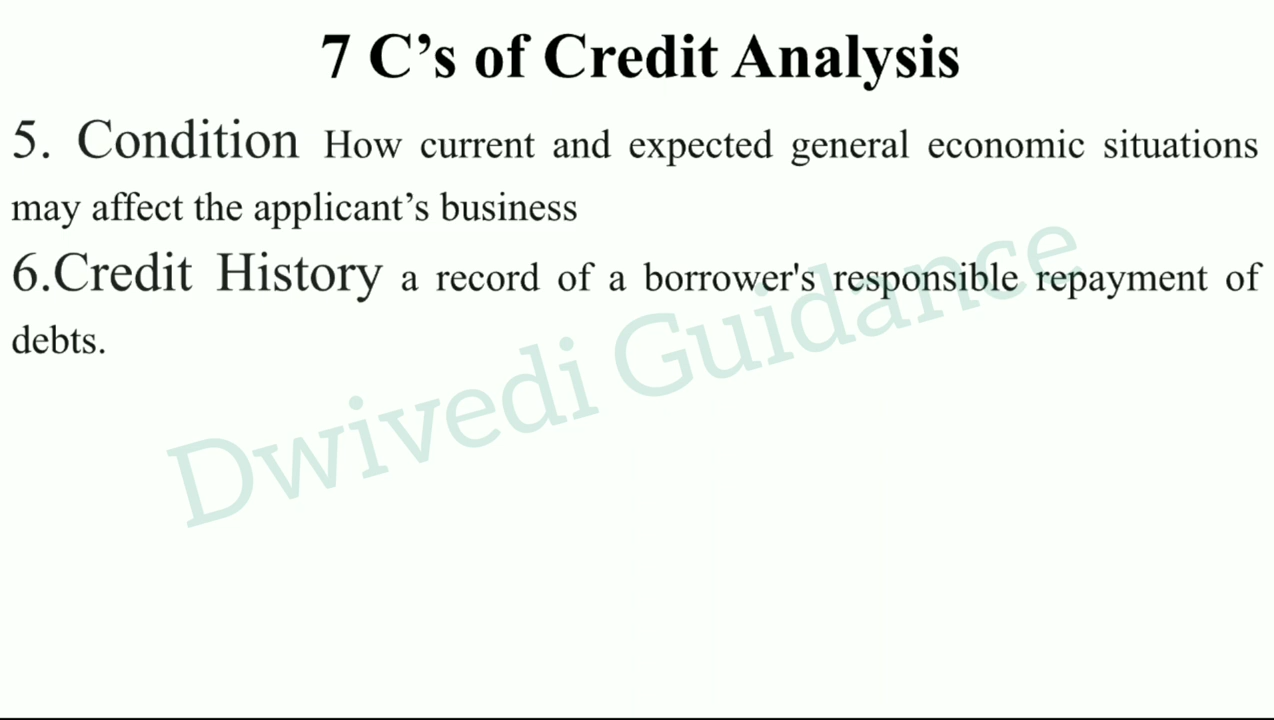 7 C’s of Credit Analysis
5. Condition How current and expected general economic situations
may affect the applicant’s business
6.Credit History a record of a borrower's responsible repayment of
debts.
Dwivedi Guidance